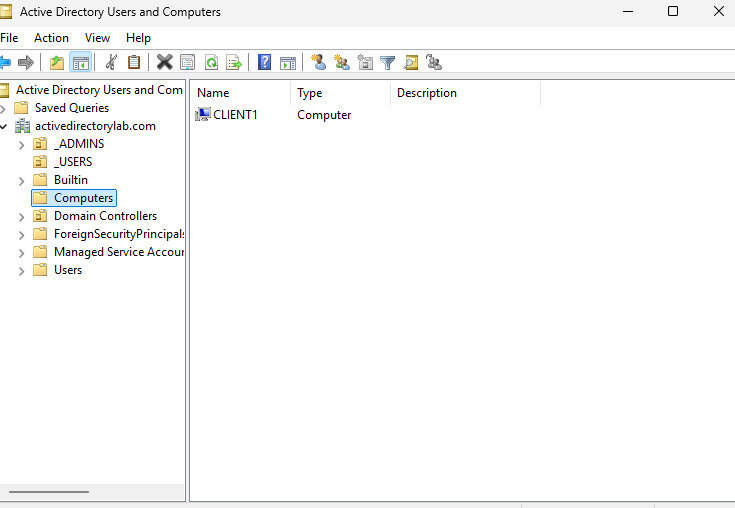 Active Directory Users and Computers
File Action View Help
Active Directory Users and Com
Saved Queries
activedirectorylab.com
_ADMINS
_USERS
Builtin
Computers
Domain Controllers
ForeignSecurityPrincipals
Managed Service Accour
Users
Name Type Description
CLIENT1 Computer